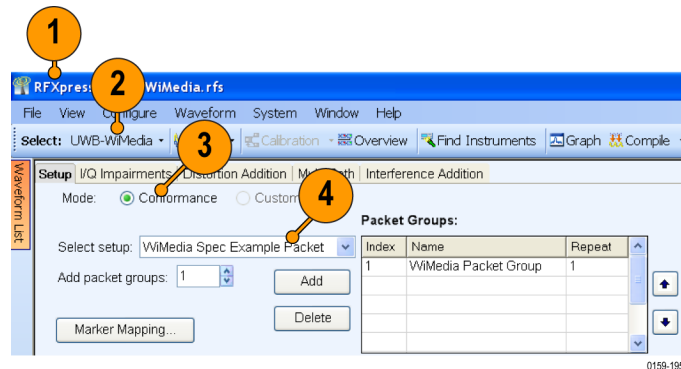 1
RFXpres WiMedia.rfs
2
File View Configure Waveform System Window Help
Select: UWB-WiMedia Calibration Overview Find Instruments Graph Compile
3
Waveform List
Setup I/Q Impairments Distortion Addition Interference Addition
4
Mode: Conformance Custom
Packet Groups:
Select setup: WiMedia Spec Example Packet
Index Name Repeat
1 WiMedia Packet Group 1
Add packet groups: 1
Add
Delete
Marker Mapping...
0159-195